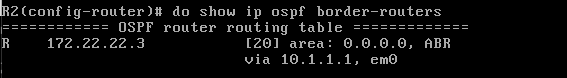 R2(config-router)# do show ip ospf border-routers
============ OSPF router routing table =============
R    172.22.22.3           [20] area: 0.0.0.0, ABR
                           via 10.1.1.1, em0